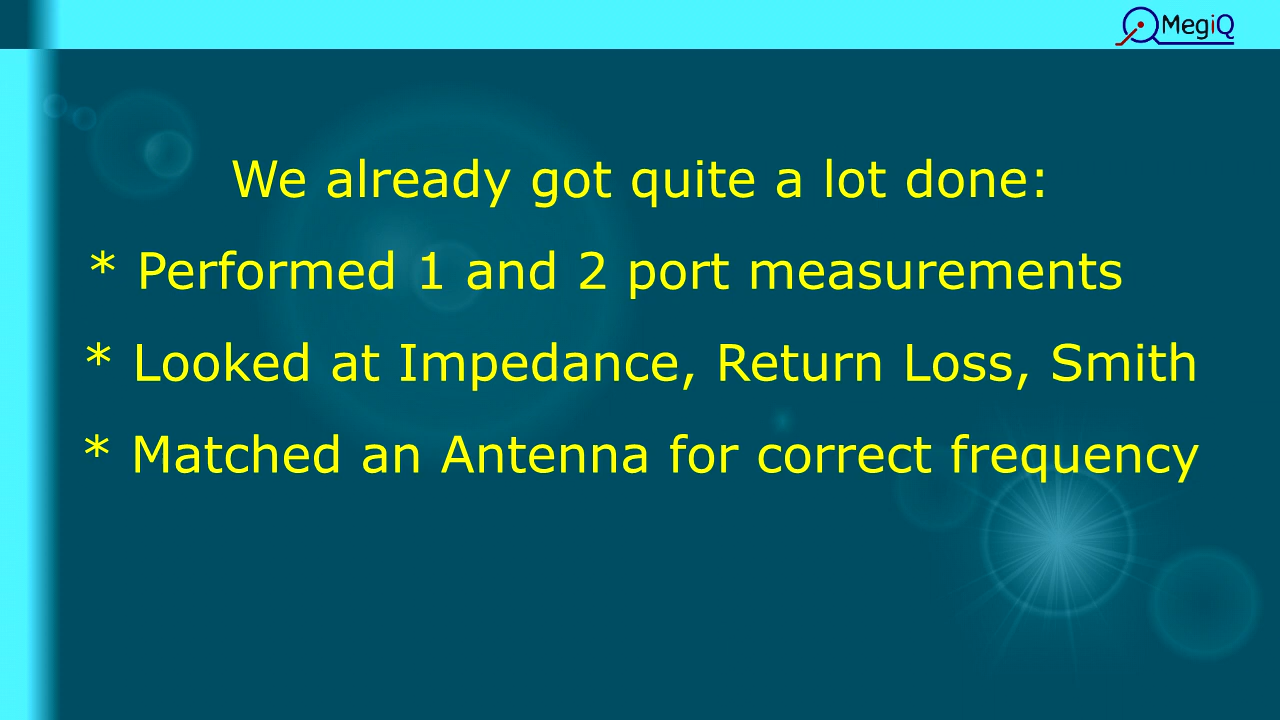 MegiQ
We already got quite a lot done:
* Performed 1 and 2 port measurements
* Looked at Impedance, Return Loss, Smith
* Matched an Antenna for correct frequency